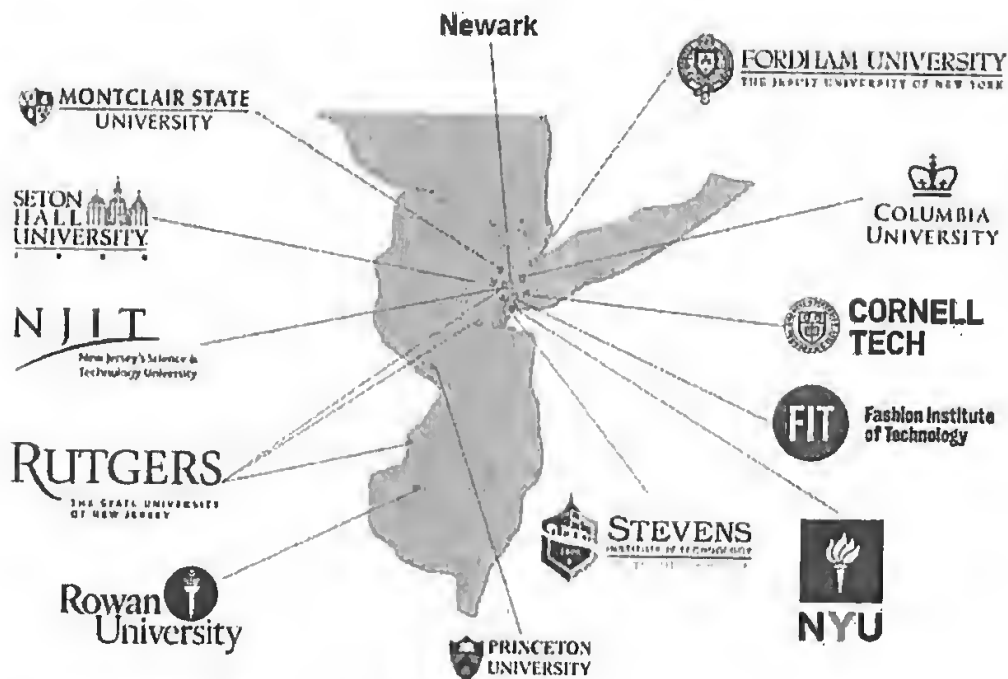 Newark
FORDHAM UNIVERSITY
THE JESUIT UNIVERSITY OF NEW YORK
MONTCLAIR STATE
UNIVERSITY
SETON
HALL
UNIVERSITY
COLUMBIA
UNIVERSITY
NJIT
New Jersey's Science &
Technology University
CORNELL
TECH
FIT
Fashion Institute
of Technology
RUTGERS
THE STATE UNIVERSITY
OF NEW JERSEY
STEVENS
INSTITUTE of TECHNOLOGY
1870
Rowan
University
NYU
PRINCETON
UNIVERSITY